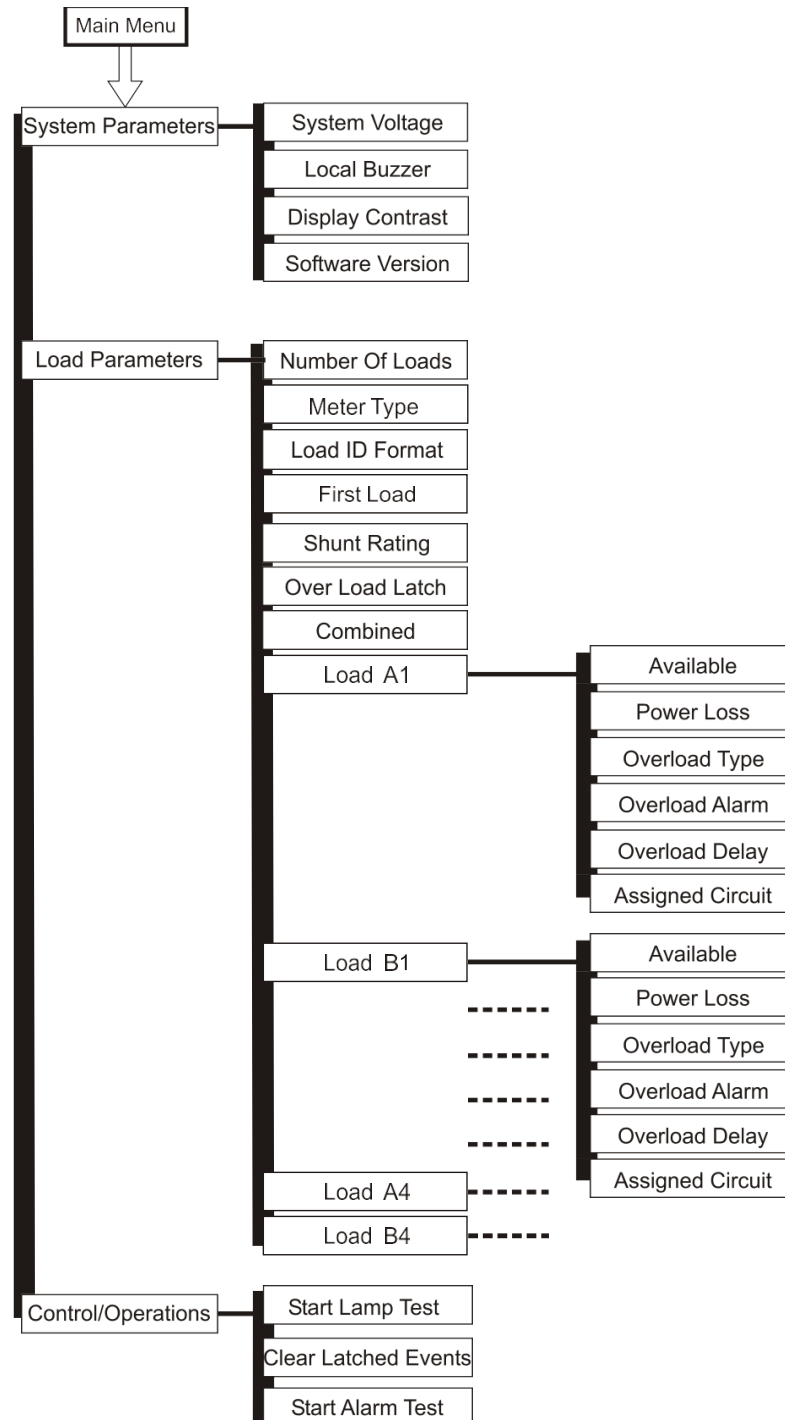 Main Menu
System Parameters
System Voltage
Local Buzzer
Display Contrast
Software Version
Load Parameters
Number Of Loads
Meter Type
Load ID Format
First Load
Shunt Rating
Over Load Latch
Combined
Load A1
Available
Power Loss
Overload Type
Overload Alarm
Overload Delay
Assigned Circuit
Load B1
Available
Power Loss
Overload Type
Overload Alarm
Overload Delay
Assigned Circuit
Load A4
Load B4
Control/Operations
Start Lamp Test
Clear Latched Events
Start Alarm Test